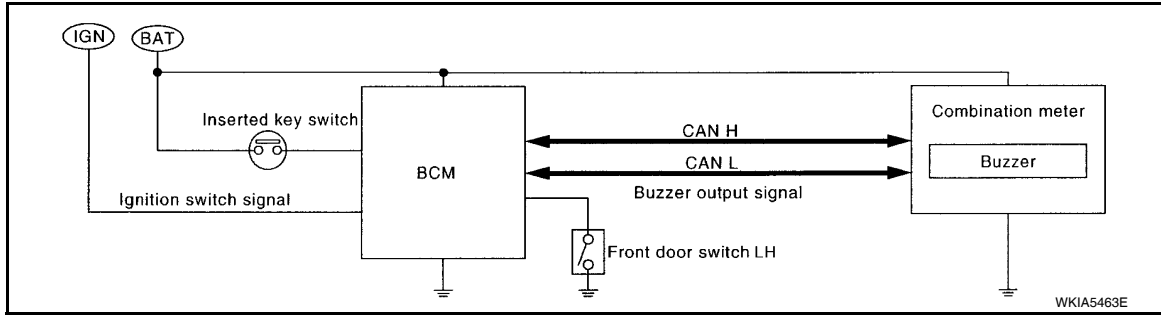 IGN
BAT
Inserted key switch
Ignition switch signal
BCM
CAN H
CAN L
Buzzer output signal
Front door switch LH
Combination meter
Buzzer
WKIA5463E